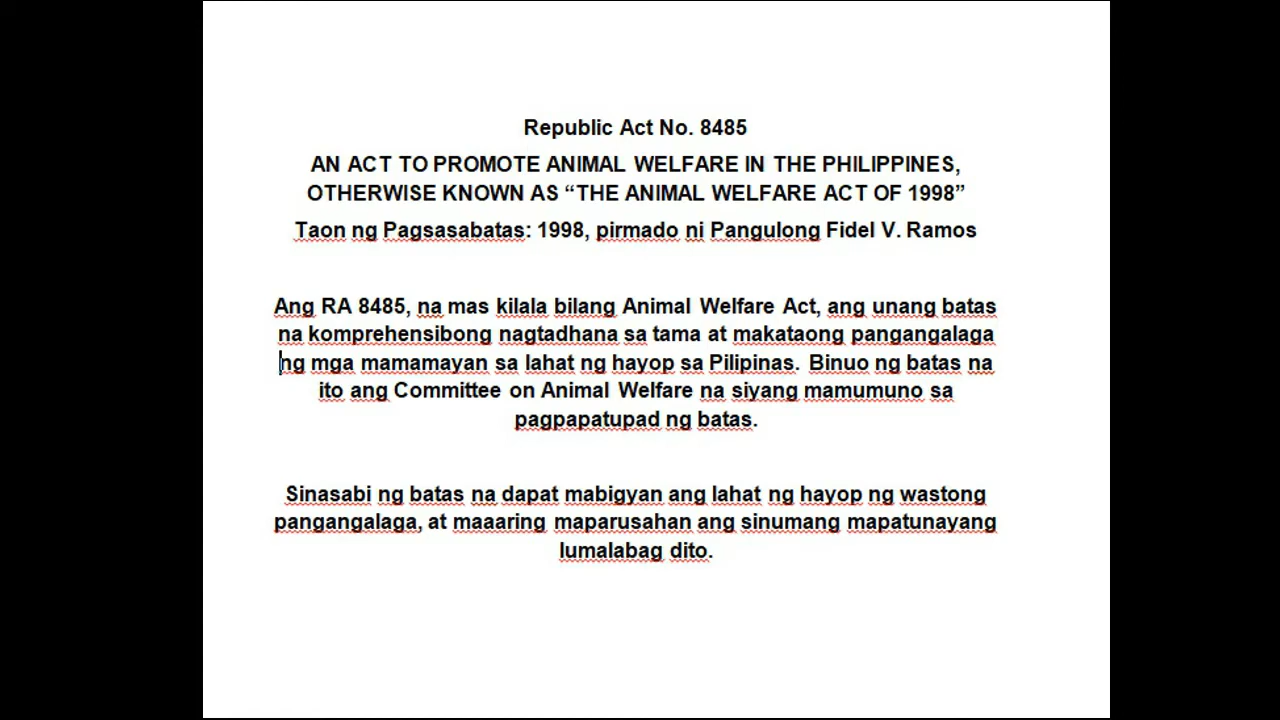 Republic Act No. 8485
AN ACT TO PROMOTE ANIMAL WELFARE IN THE PHILIPPINES,
OTHERWISE KNOWN AS “THE ANIMAL WELFARE ACT OF 1998”
Taon ng Pagsasabatas: 1998, pirmado ni Pangulong Fidel V. Ramos
Ang RA 8485, na mas kilala bilang Animal Welfare Act, ang unang batas
na komprehensibong nagtadhana sa tama at makataong pangangalaga
ng mga mamamayan sa lahat ng hayop sa Pilipinas. Binuo ng batas na
ito ang Committee on Animal Welfare na siyang mamumuno sa
pagpapatupad ng batas.
Sinasabi ng batas na dapat mabigyan ang lahat ng hayop ng wastong
pangangalaga, at maaaring maparusahan ang sinumang mapatunayang
lumalabag dito.